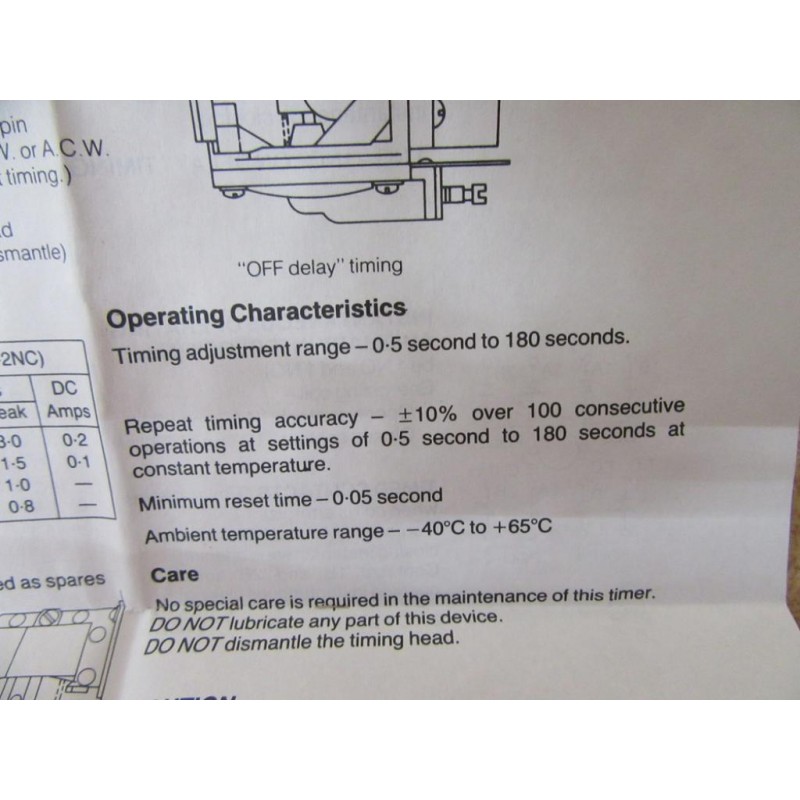 pin
V. or A.C.W.
timing.)
smantle)
"OFF delay" timing
Operating Characteristics
Timing adjustment range – 0·5 second to 180 seconds.
2NC)
DC
eak Amps
3·0 0·2
1·5 0·1
1·0 —
0·8 —
Repeat timing accuracy – ±10% over 100 consecutive
operations at settings of 0·5 second to 180 seconds at
constant temperature.
Minimum reset time – 0·05 second
Ambient temperature range – −40°C to +65°C
ed as spares
Care
No special care is required in the maintenance of this timer.
DO NOT lubricate any part of this device.
DO NOT dismantle the timing head.